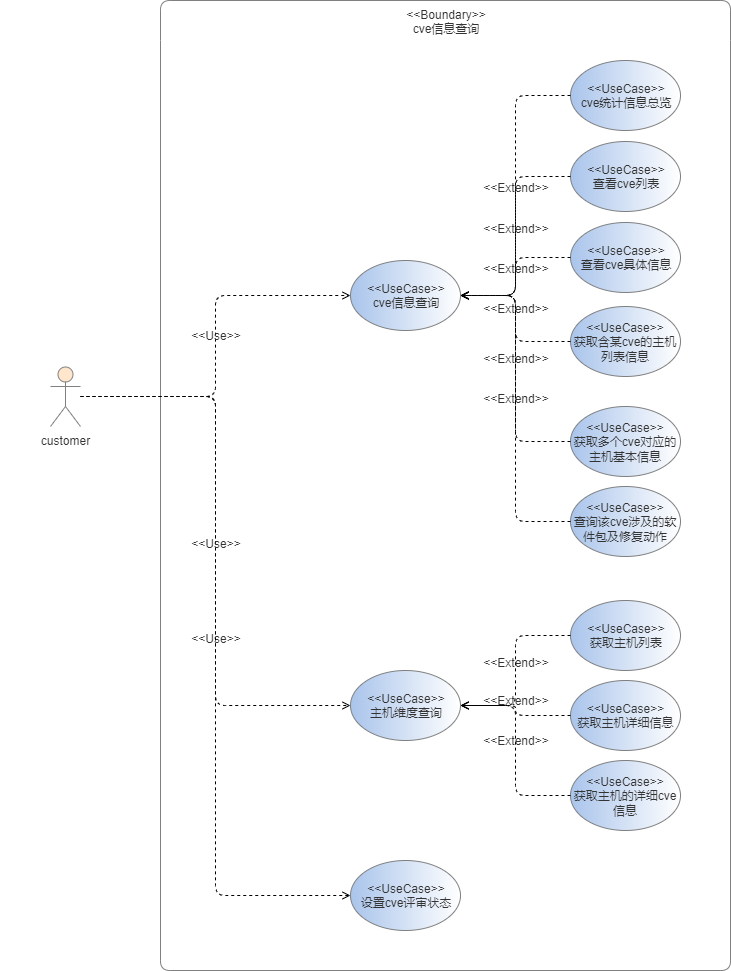 <<Boundary>>
cve信息查询
<<UseCase>>
cve统计信息总览
<<UseCase>>
查看cve列表
<<Extend>>
<<Extend>>
<<UseCase>>
查看cve具体信息
<<Extend>>
<<UseCase>>
cve信息查询
<<Extend>>
<<UseCase>>
获取含某cve的主机
列表信息
<<Use>>
<<Extend>>
<<Extend>>
customer
<<UseCase>>
获取多个cve对应的
主机基本信息
<<UseCase>>
查询该cve涉及的软
件包及修复动作
<<Use>>
<<UseCase>>
获取主机列表
<<Use>>
<<Extend>>
<<UseCase>>
主机维度查询
<<Extend>>
<<UseCase>>
获取主机详细信息
<<Extend>>
<<UseCase>>
获取主机的详细cve
信息
<<UseCase>>
设置cve评审状态